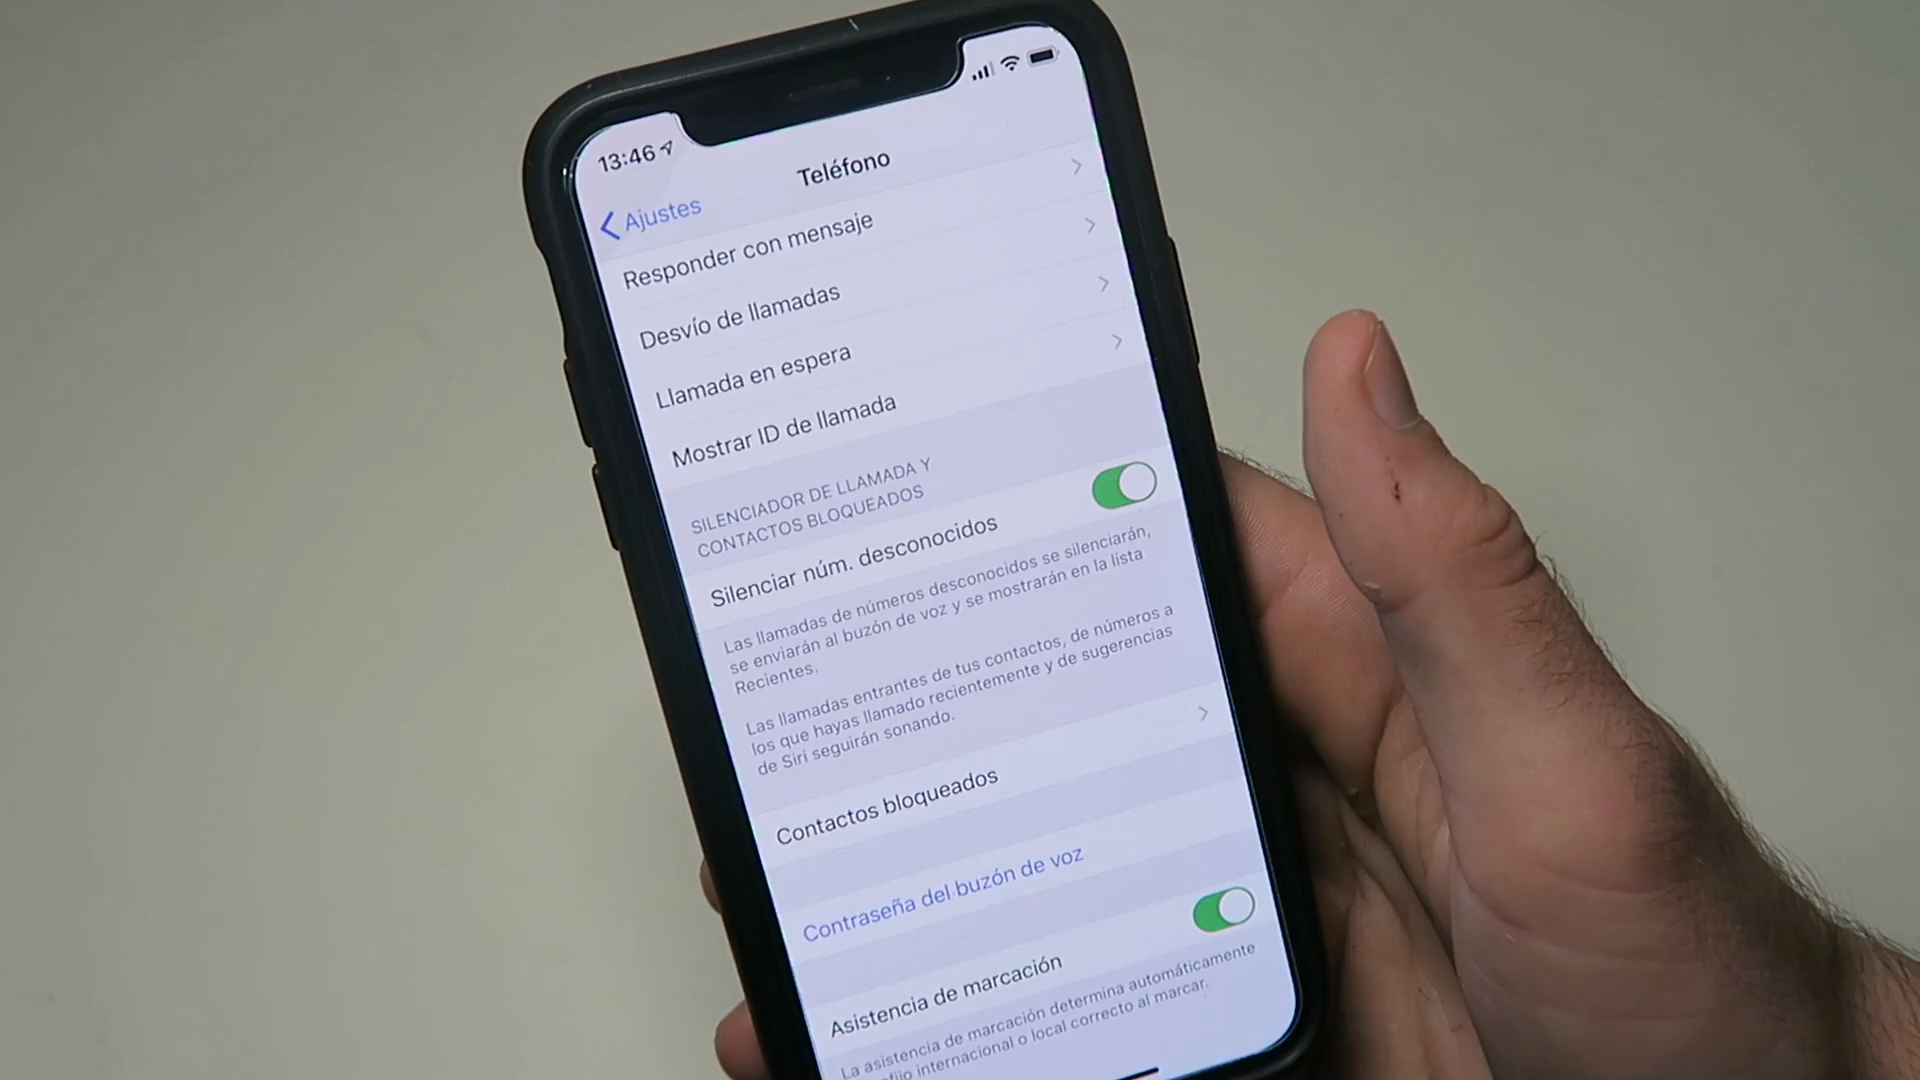 13:46
Teléfono
Ajustes
Responder con mensaje
Desvío de llamadas
Llamada en espera
Mostrar ID de llamada
SILENCIADOR DE LLAMADA Y
CONTACTOS BLOQUEADOS
Silenciar núm. desconocidos
Las llamadas de números desconocidos se silenciarán,
se enviarán al buzón de voz y se mostrarán en la lista
Recientes.
Las llamadas entrantes de tus contactos, de números a
los que hayas llamado recientemente y de sugerencias
de Siri seguirán sonando.
Contactos bloqueados
Contraseña del buzón de voz
Asistencia de marcación
La asistencia de marcación determina automáticamente
internacional o local correcto al marcar.